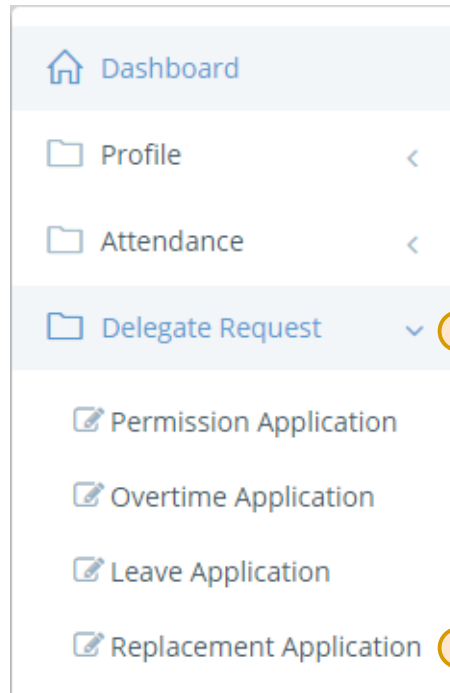 Dashboard
Profile
Attendance
Delegate Request
Permission Application
Overtime Application
Leave Application
Replacement Application